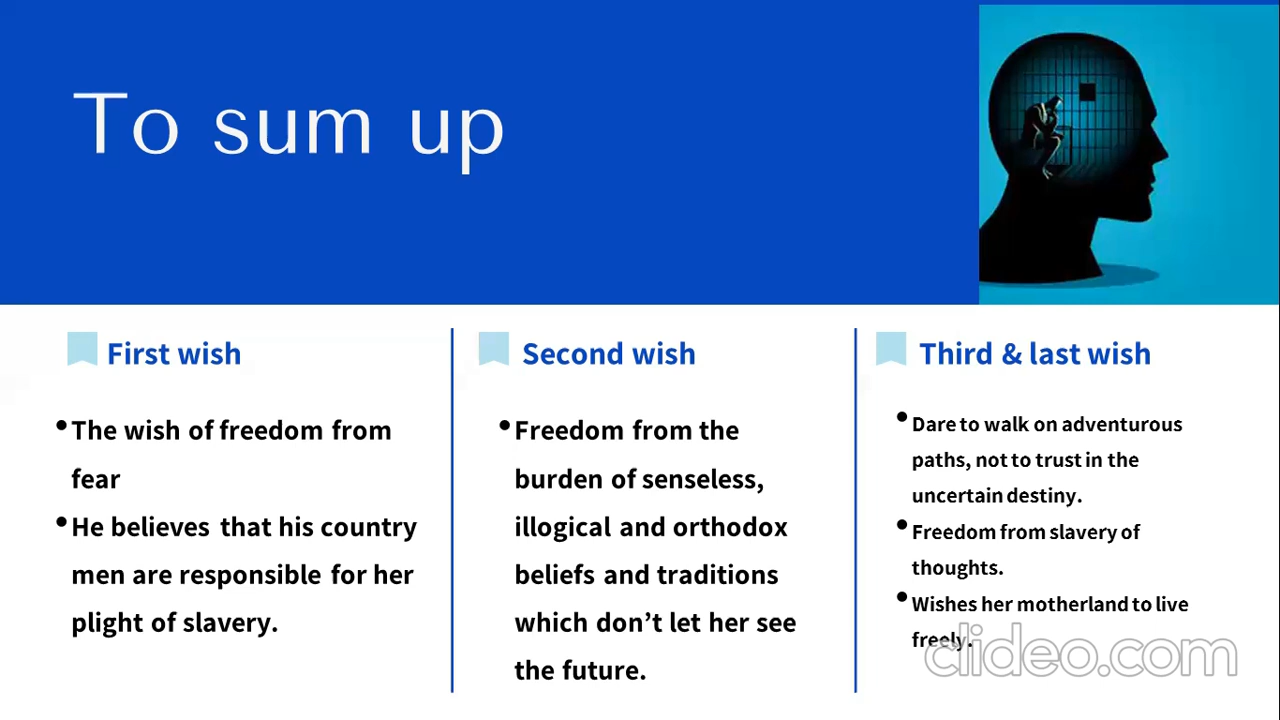 To sum up
First wish
•The wish of freedom from
fear
•He believes that his country
men are responsible for her
plight of slavery.
Second wish
•Freedom from the
burden of senseless,
illogical and orthodox
beliefs and traditions
which don’t let her see
the future.
Third & last wish
•Dare to walk on adventurous
paths, not to trust in the
uncertain destiny.
•Freedom from slavery of
thoughts.
•Wishes her motherland to live
freely.
clideo.com